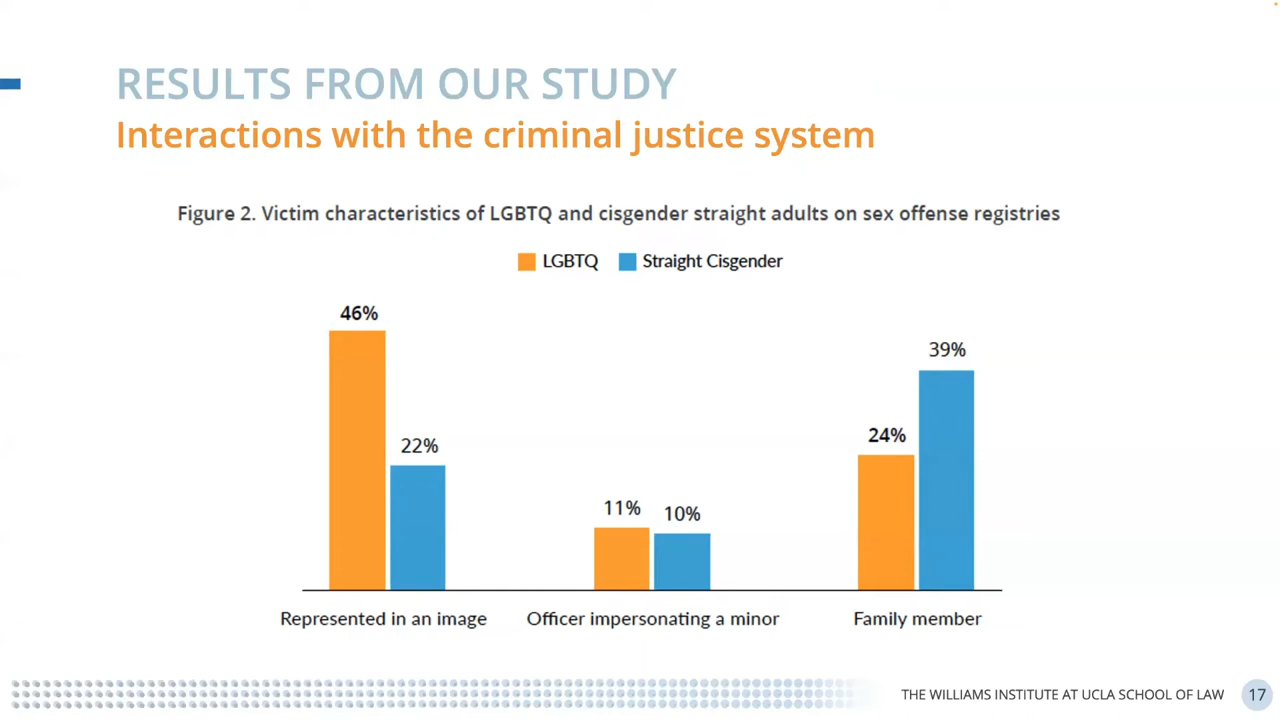 RESULTS FROM OUR STUDY
Interactions with the criminal justice system
Figure 2. Victim characteristics of LGBTQ and cisgender straight adults on sex offense registries
LGBTQ Straight Cisgender
46%
22%
11%
10%
24%
39%
Represented in an image
Officer impersonating a minor
Family member
THE WILLIAMS INSTITUTE AT UCLA SCHOOL OF LAW 17